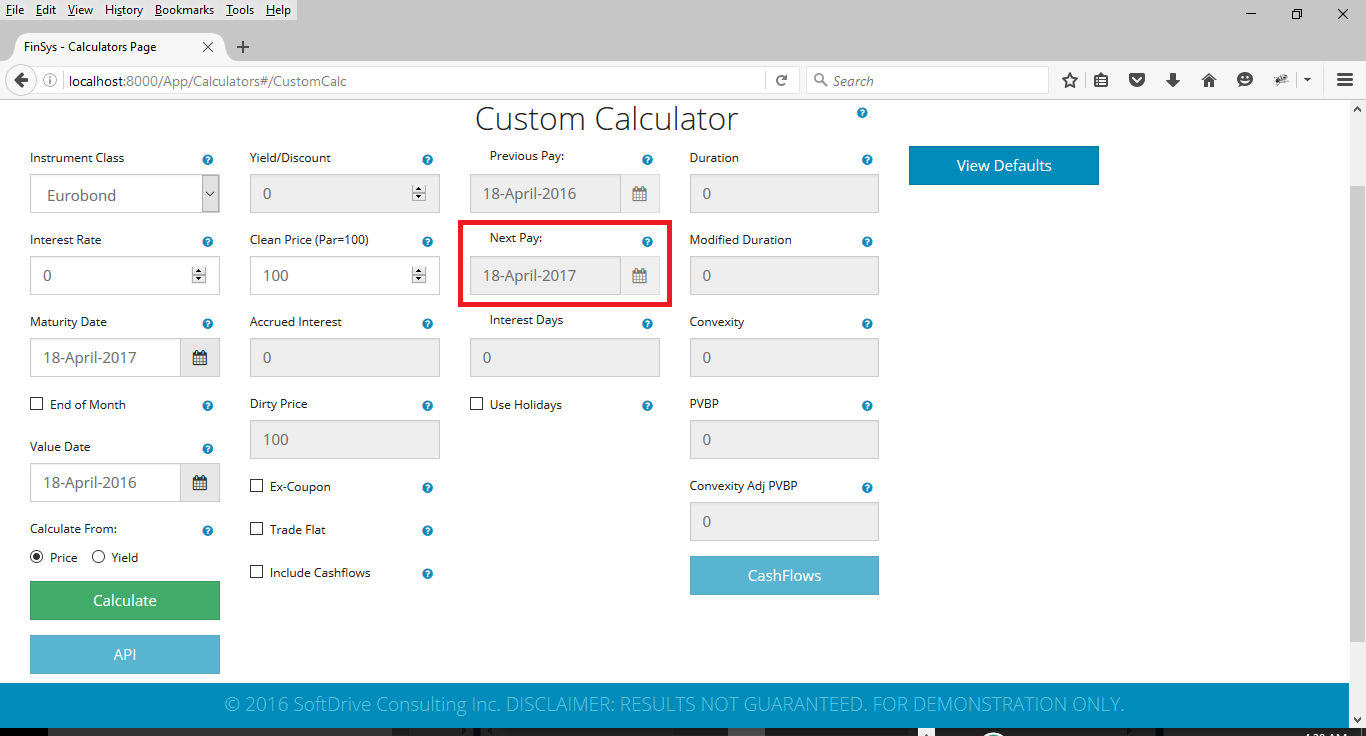 File Edit View History Bookmarks Tools Help
FinSys - Calculators Page
localhost:8000/App/Calculators#/CustomCalc
Search
Custom Calculator
Instrument Class
Eurobond
Interest Rate
0
Maturity Date
18-April-2017
End of Month
Value Date
18-April-2016
Calculate From:
Price Yield
Calculate
API
Yield/Discount
0
Clean Price (Par=100)
100
Accrued Interest
0
Dirty Price
100
Ex-Coupon
Trade Flat
Include Cashflows
Previous Pay:
18-April-2016
Next Pay:
18-April-2017
Interest Days
0
Use Holidays
Duration
0
Modified Duration
0
Convexity
0
PVBP
0
Convexity Adj PVBP
0
CashFlows
View Defaults
© 2016 SoftDrive Consulting Inc. DISCLAIMER: RESULTS NOT GUARANTEED. FOR DEMONSTRATION ONLY.